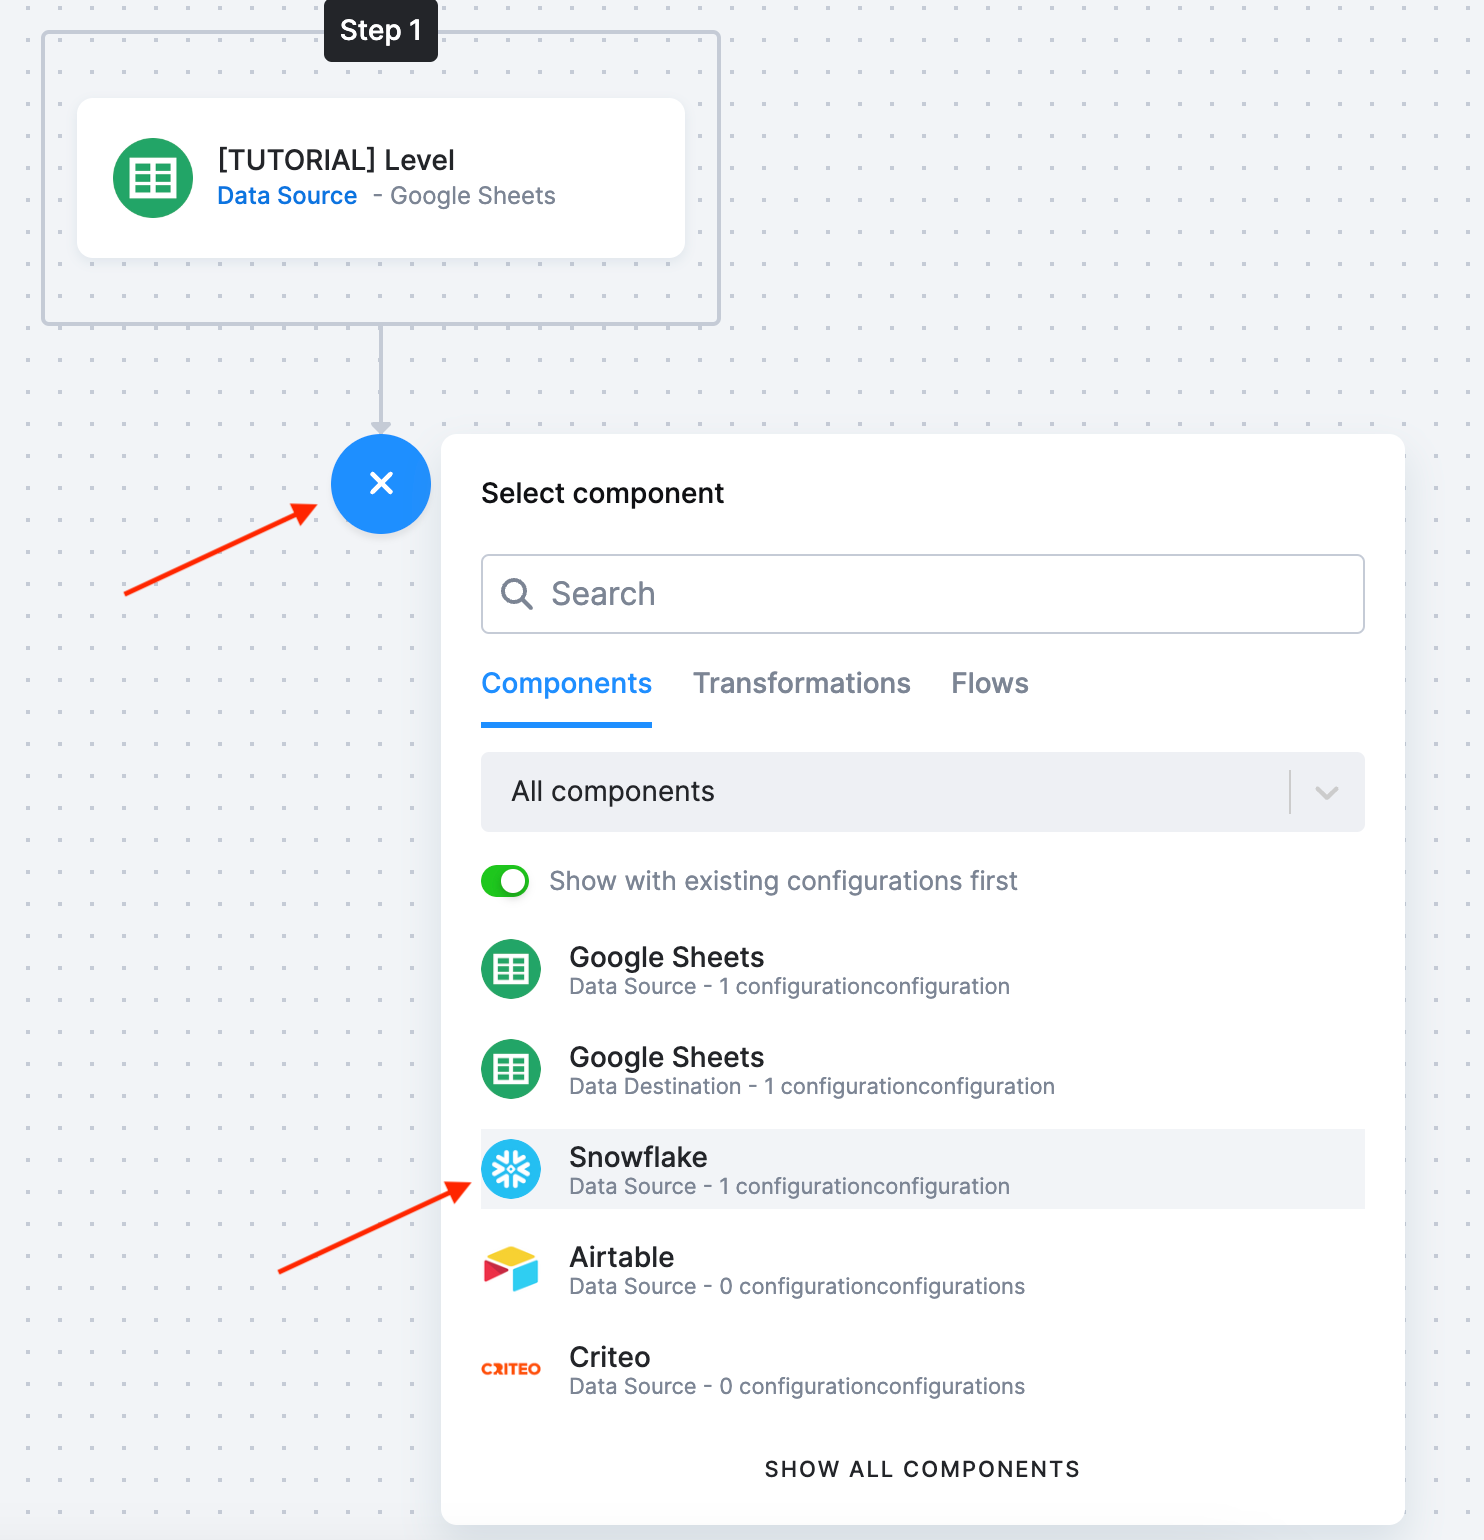 Step 1
[TUTORIAL] Level
Data Source - Google Sheets
Select component
Search
Components Transformations Flows
All components
Show with existing configurations first
Google Sheets
Data Source - 1 configurationconfiguration
Google Sheets
Data Destination - 1 configurationconfiguration
Snowflake
Data Source - 1 configurationconfiguration
Airtable
Data Source - 0 configurationconfigurations
CRITEO
Criteo
Data Source - 0 configurationconfigurations
SHOW ALL COMPONENTS